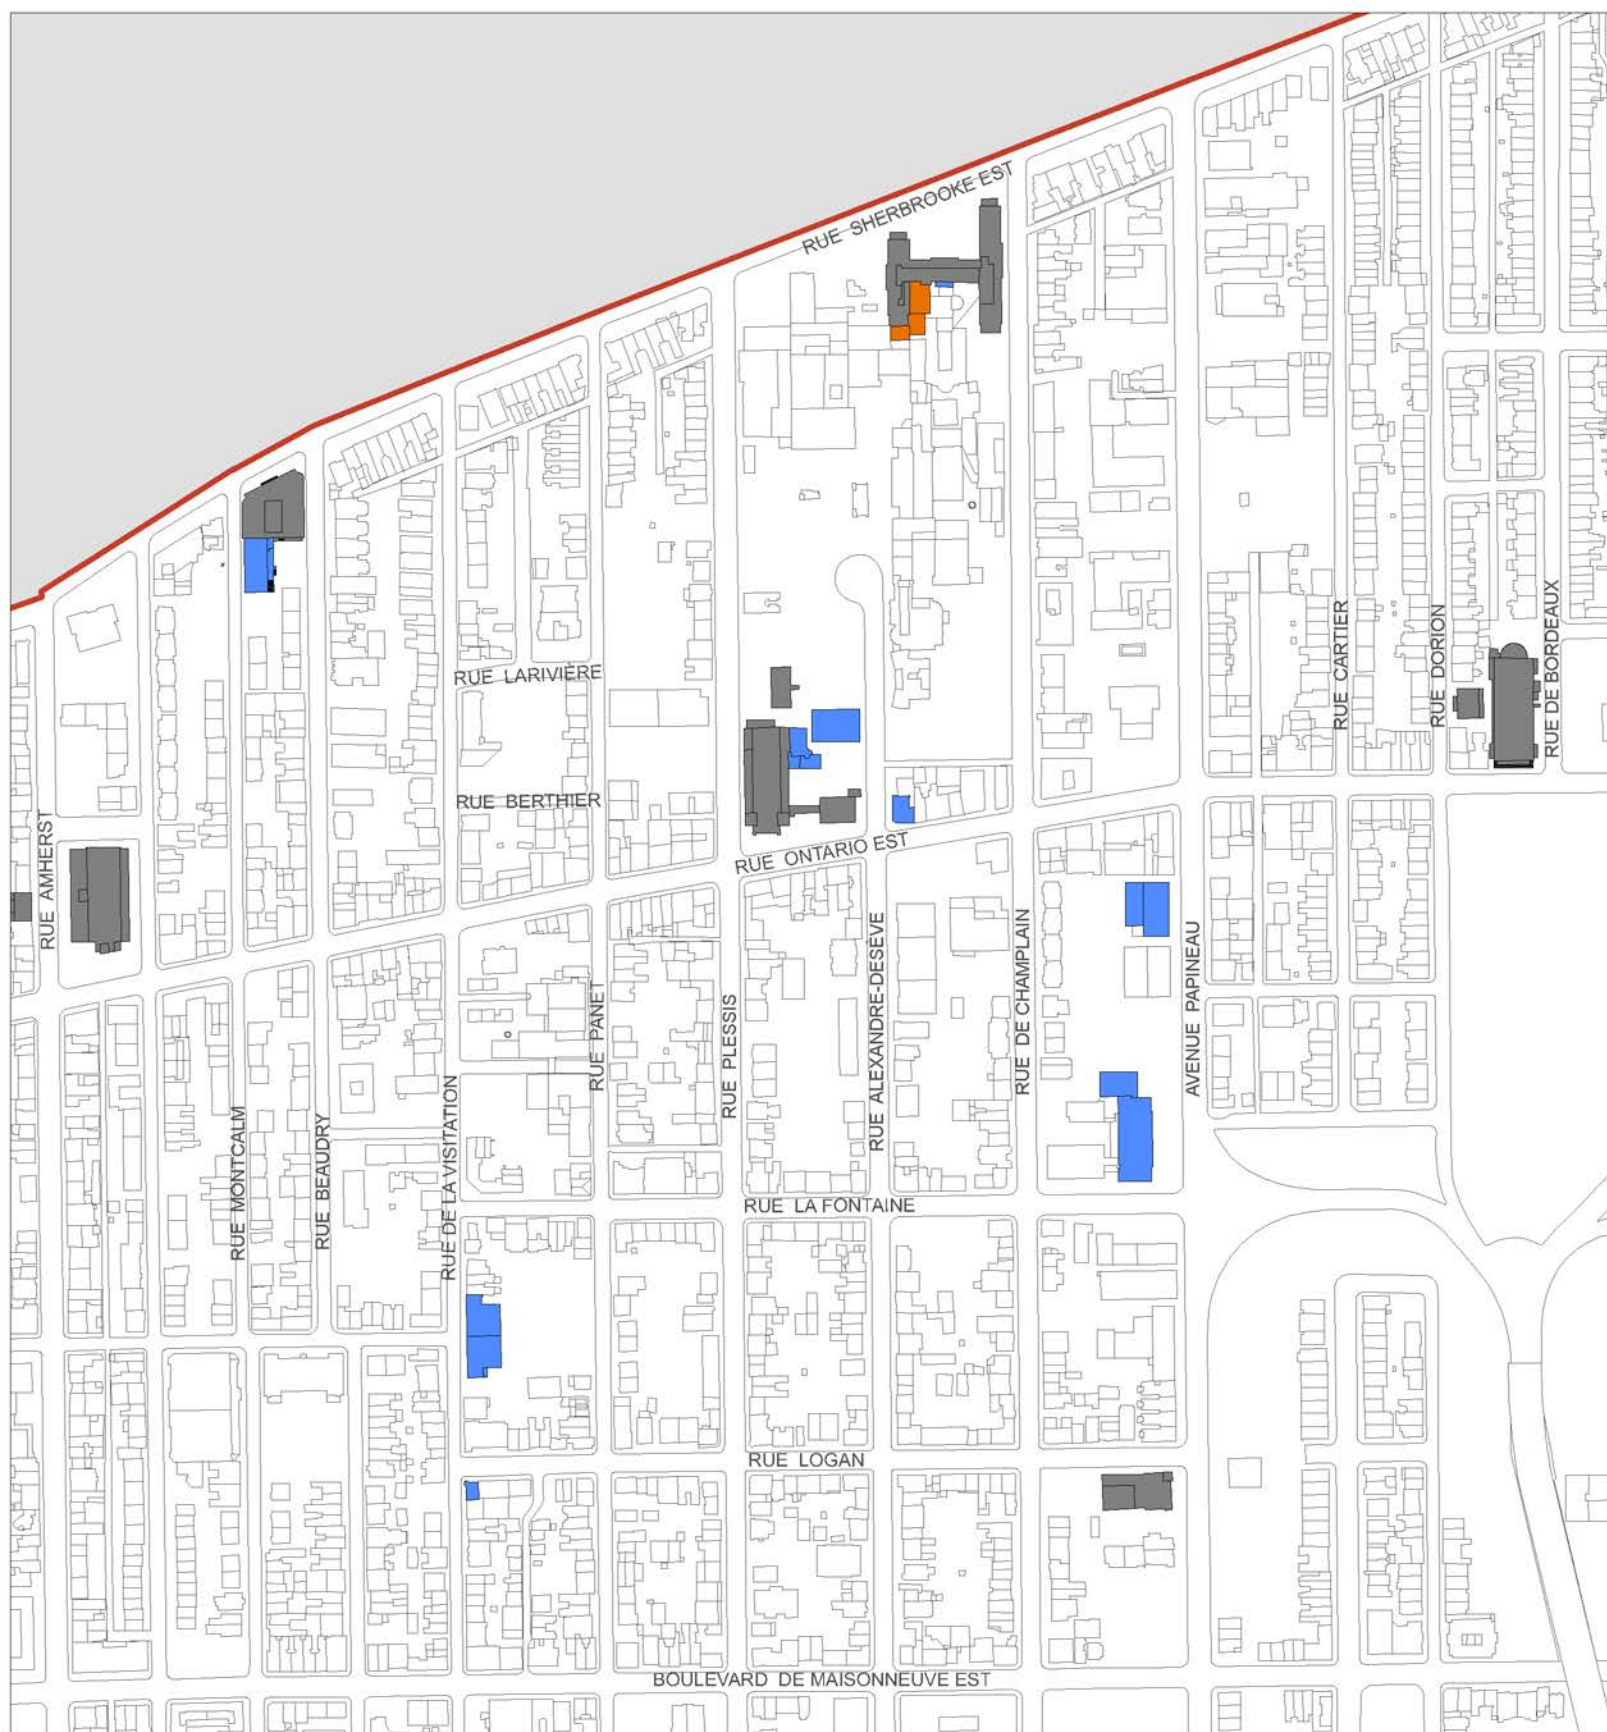 RUE SHERBROOKE EST
RUE CARTIER
RUE DORION
RUE DE BORDEAUX
RUE LARIVIÈRE
RUE BERTHIER
RUE AMHERST
RUE ONTARIO EST
RUE ALEXANDRE-DESÈVE
RUE DE CHAMPLAIN
AVENUE PAPINEAU
RUE PANET
RUE PLESSIS
RUE DE LA VISITATION
RUE MONTCALM
RUE BEAUDRY
RUE LA FONTAINE
RUE LOGAN
BOULEVARD DE MAISONNEUVE EST